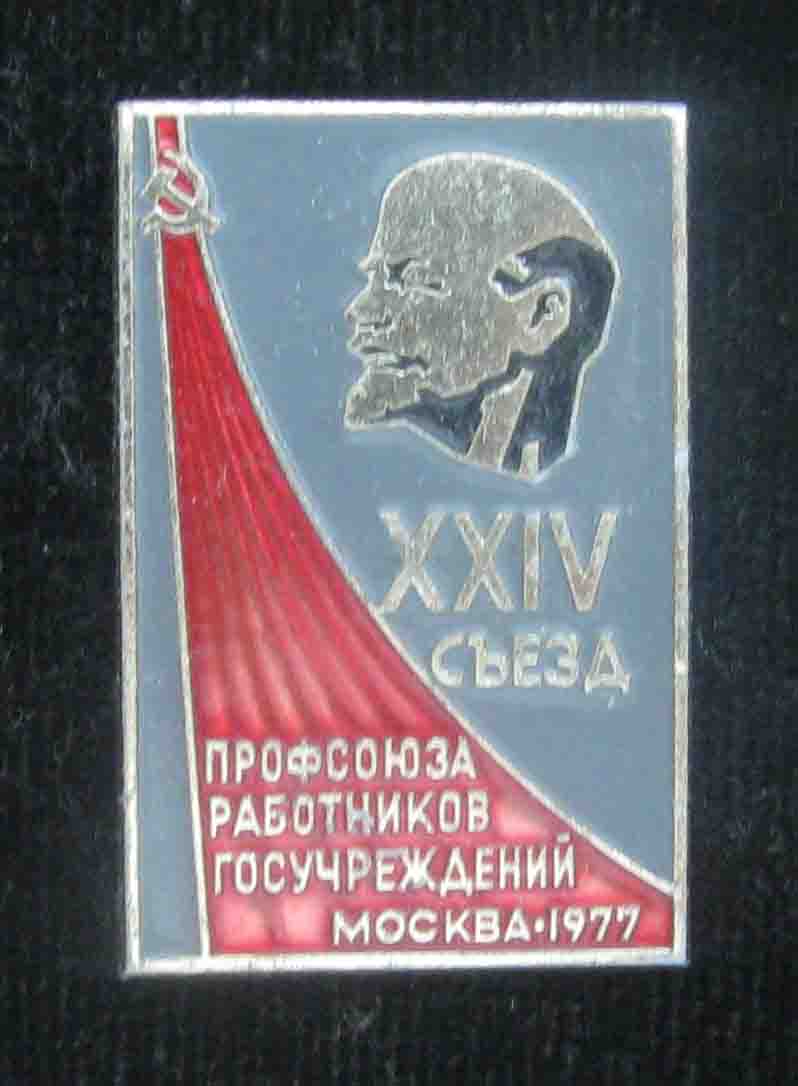 XXIV
СЪЕЗД
ПРОФСОЮЗА
РАБОТНИКОВ
ГОСУЧРЕЖДЕНИЙ
МОСКВА·1977